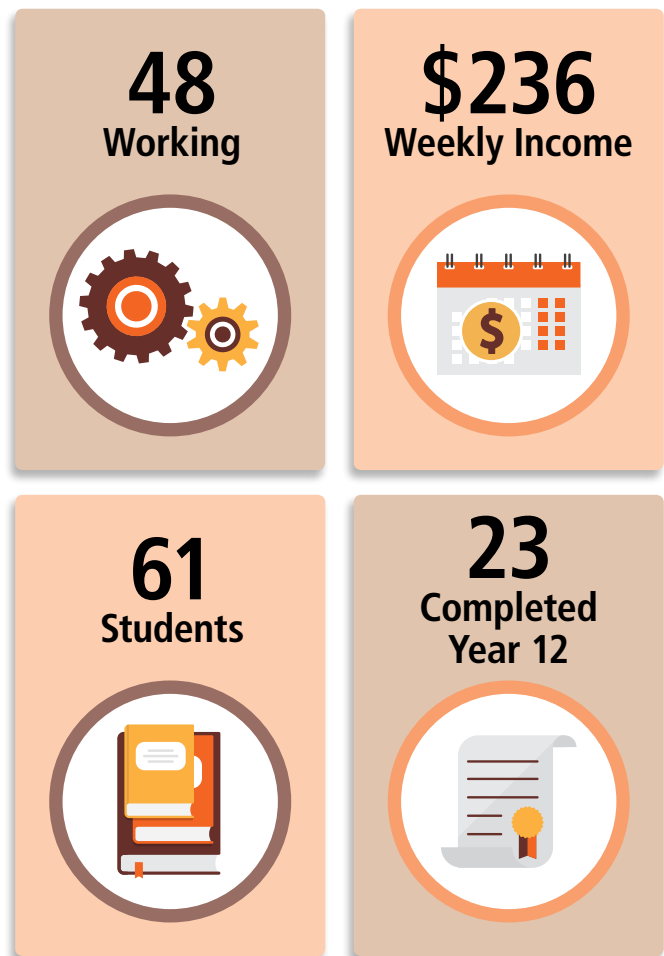 48
Working
$236
Weekly Income
$
61
Students
23
Completed
Year 12